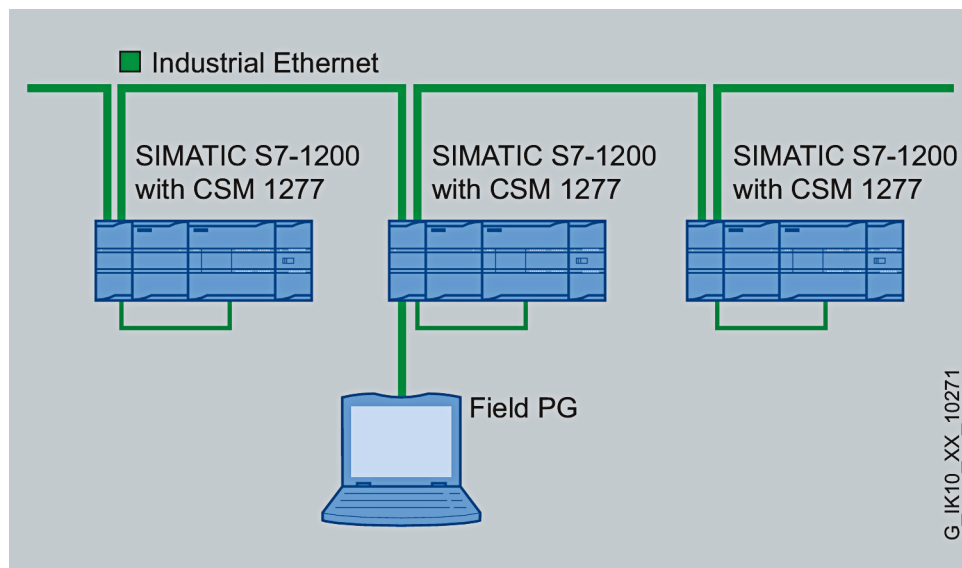 Industrial Ethernet
SIMATIC S7-1200
with CSM 1277
SIMATIC S7-1200
with CSM 1277
SIMATIC S7-1200
with CSM 1277
Field PG
G_IK10_XX_10271